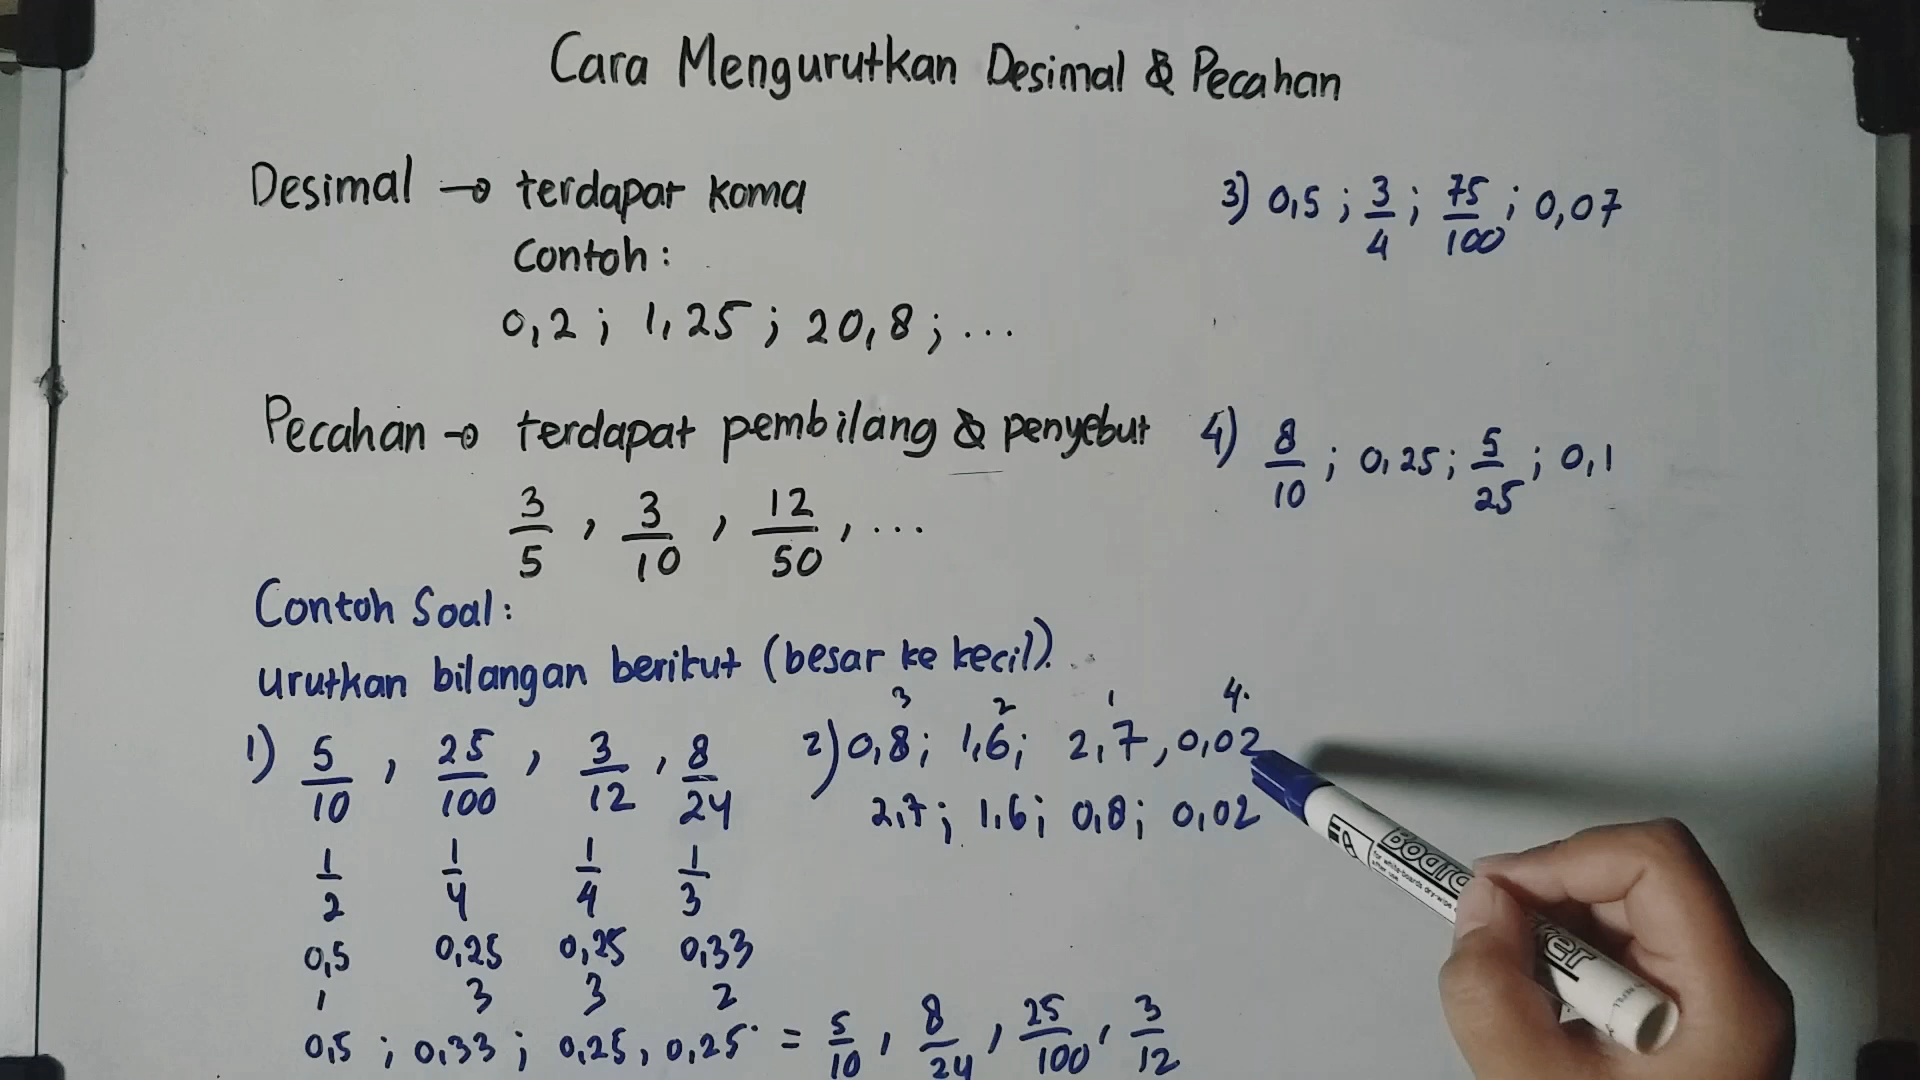 Cara Mengurutkan Desimal & Pecahan
Desimal → terdapat koma
Contoh :
0,2 ; 1,25 ; 20,8 ; ...
Pecahan → terdapat pembilang & penyebut
3/5 , 3/10 , 12/50 , ...
Contoh Soal :
Urutkan bilangan berikut (besar ke kecil).
1) 5/10 , 25/100 , 3/12 , 8/24
1/2 1/4 1/4 1/3
0,5 0,25 0,25 0,33
1 3 3 2
0,5 ; 0,33 ; 0,25 , 0,25 = 5/10 , 8/24 , 25/100 , 3/12
3 2 1 4.
2) 0,8 ; 1,6 ; 2,7 , 0,02
2,7 ; 1,6 ; 0,8 ; 0,02
3) 0,5 ; 3/4 ; 75/100 ; 0,07
4) 8/10 ; 0,25 ; 5/25 ; 0,1
Board